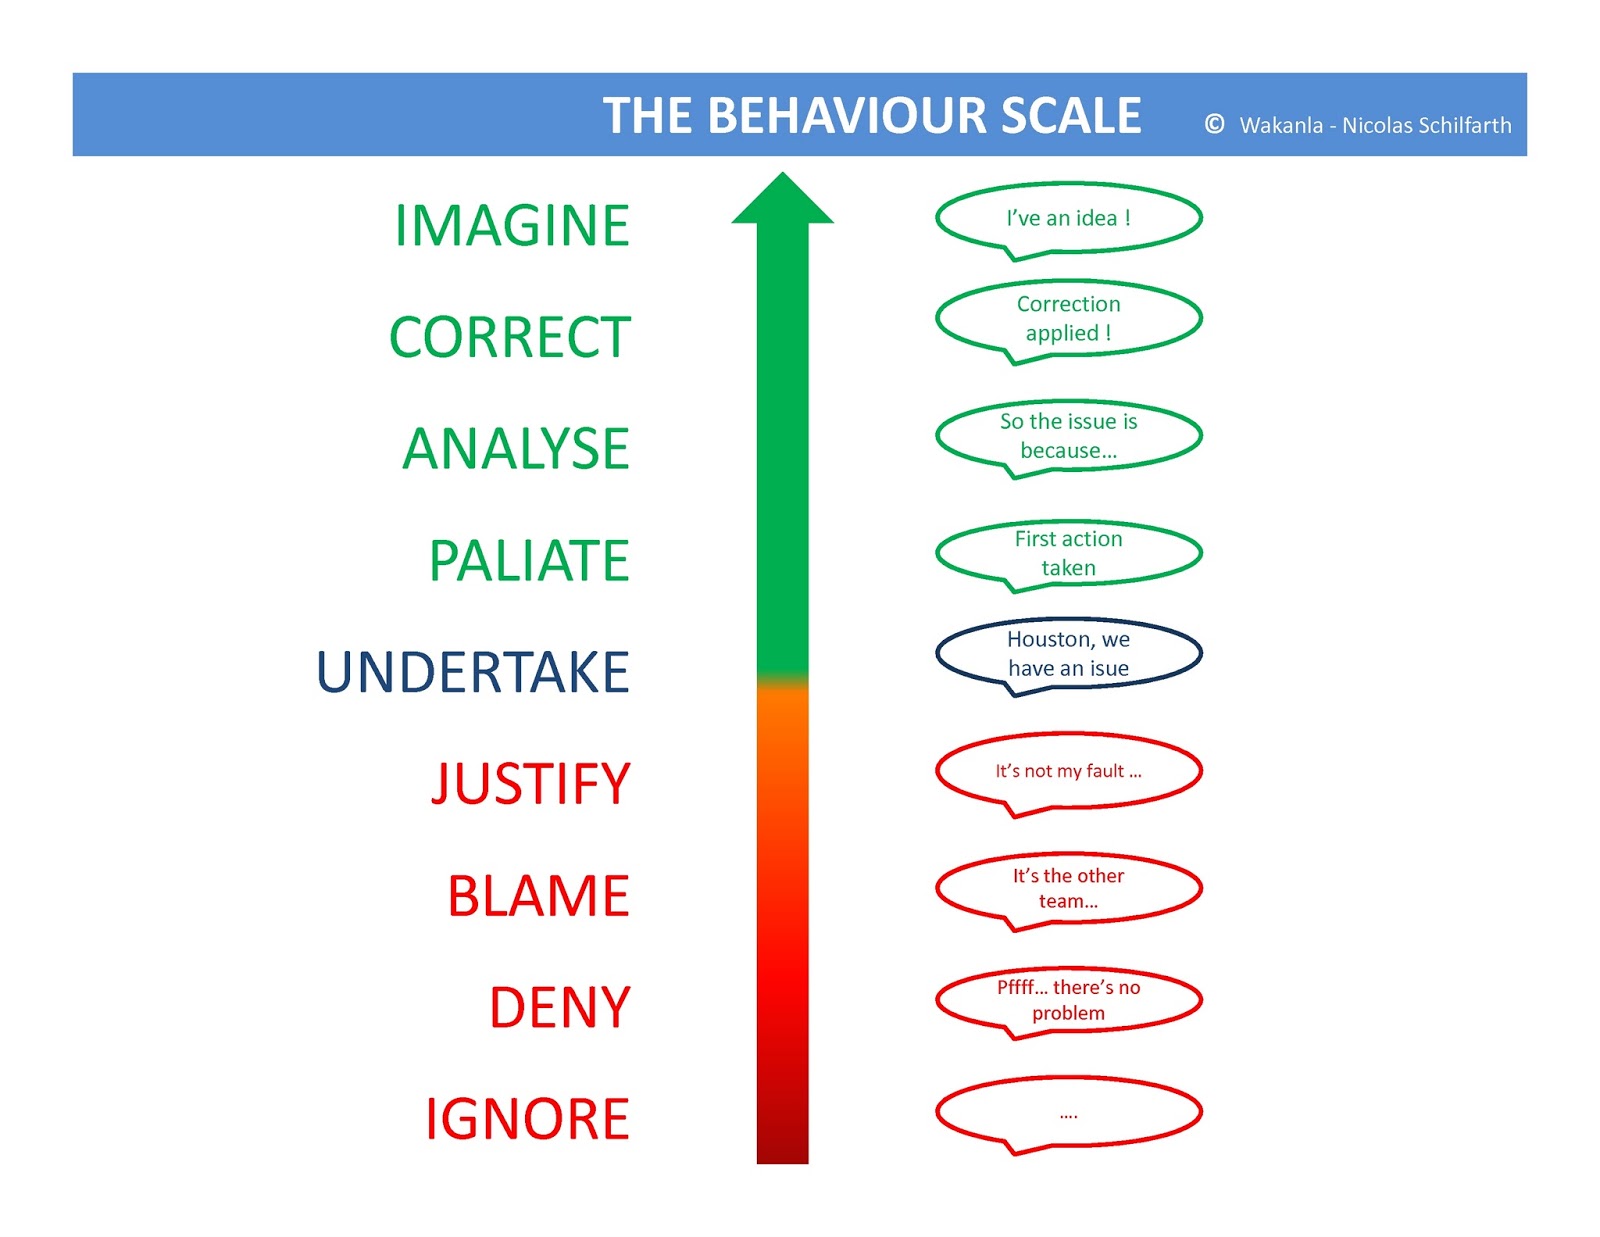 THE BEHAVIOUR SCALE © Wakanla - Nicolas Schilfarth
IMAGINE
I've an idea !
CORRECT
Correction
applied !
ANALYSE
So the issue is
because...
PALIATE
First action
taken
UNDERTAKE
Houston, we
have an isue
JUSTIFY
It's not my fault ...
BLAME
It's the other
team...
DENY
Pffff... there's no
problem
IGNORE
....